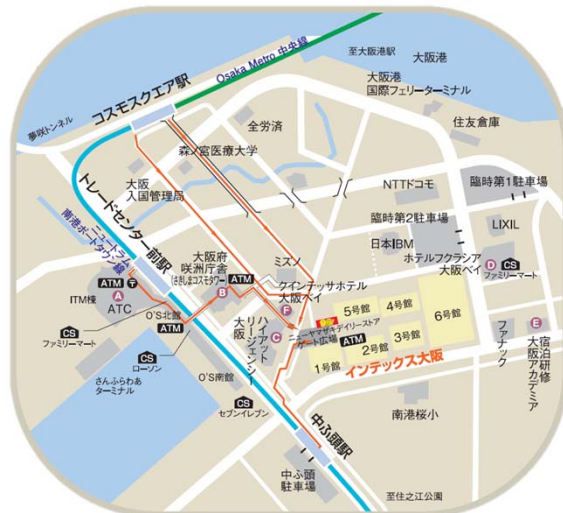 至大阪港駅
大阪港
Osaka Metro 中央線
大阪港
国際フェリーターミナル
コスモスクエア駅
夢咲トンネル
全労済
住友倉庫
森ノ宮医療大学
大阪
入国管理局
NTTドコモ
臨時第1駐車場
トレードセンター前駅
臨時第2駐車場
LIXIL
ニュートラム
南港ポートタウン線
大阪府
咲洲庁舎
(さきしまコスモタワー)
ATM
ミズノ
日本IBM
ホテルフクラシア
大阪ベイ
D
CS
ファミリーマート
クインテッサホテル
大阪ベイ
ATM
〒
B
ITM棟
A
ATC
F
5号館
4号館
6号館
O'S北館
ATM
ニューヤマザキデイリーストア
ゲート広場
ATM
3号館
2号館
1号館
C
ハイアット
リージェンシー
大阪
ファナック
E
宿泊研修
大阪アカデミア
CS
ファミリーマート
CS
ローソン
インテックス大阪
さんふらわあ
ターミナル
O'S南館
CS
セブンイレブン
中ふ頭駅
南港桜小
中ふ頭
駐車場
至住之江公園